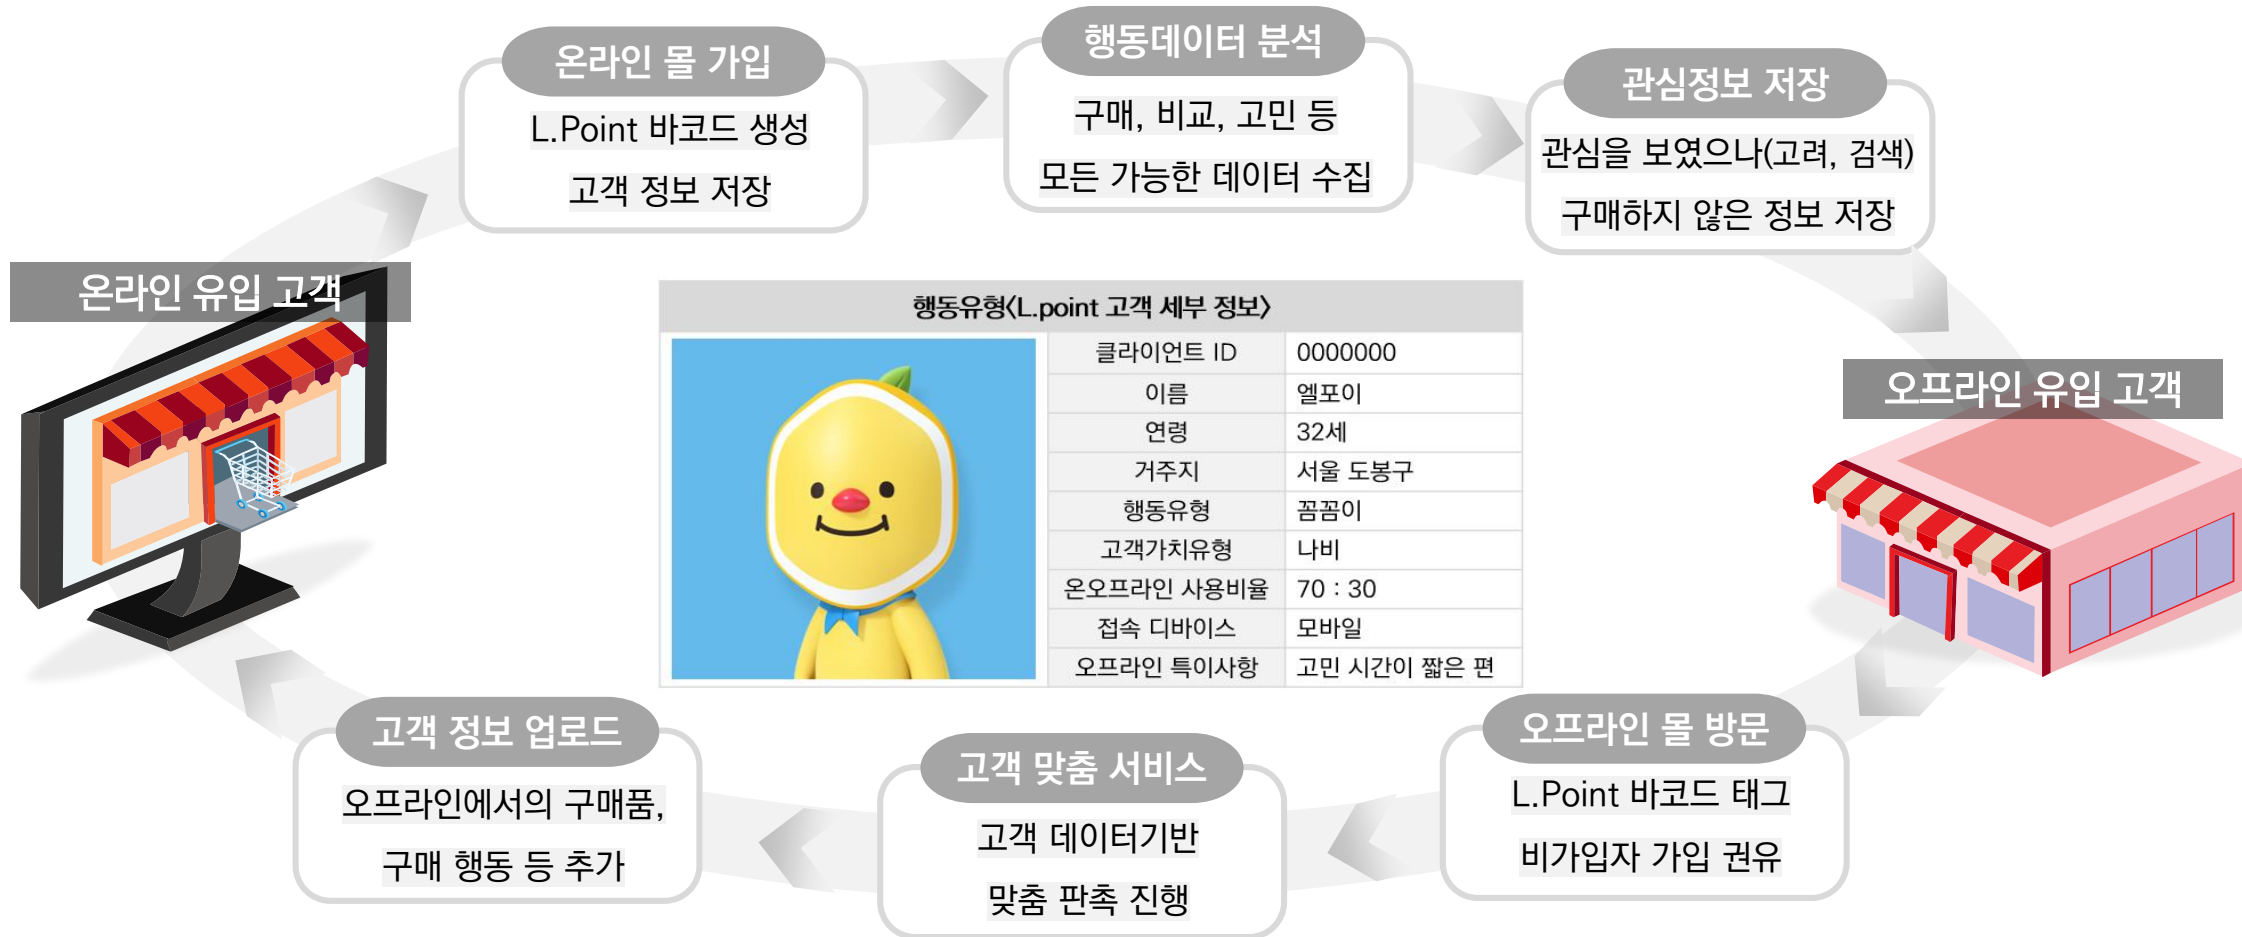 온라인 몰 가입
L.Point 바코드 생성
고객 정보 저장
행동데이터 분석
구매, 비교, 고민 등
모든 가능한 데이터 수집
관심정보 저장
관심을 보였으나(고려, 검색)
구매하지 않은 정보 저장
온라인 유입 고객
오프라인 유입 고객
행동유형<L.point 고객 세부 정보>
클라이언트 ID 0000000
이름 엘포이
연령 32세
거주지 서울 도봉구
행동유형 꼼꼼이
고객가치유형 나비
온오프라인 사용비율 70 : 30
접속 디바이스 모바일
오프라인 특이사항 고민 시간이 짧은 편
고객 정보 업로드
오프라인에서의 구매품,
구매 행동 등 추가
고객 맞춤 서비스
고객 데이터기반
맞춤 판촉 진행
오프라인 몰 방문
L.Point 바코드 태그
비가입자 가입 권유